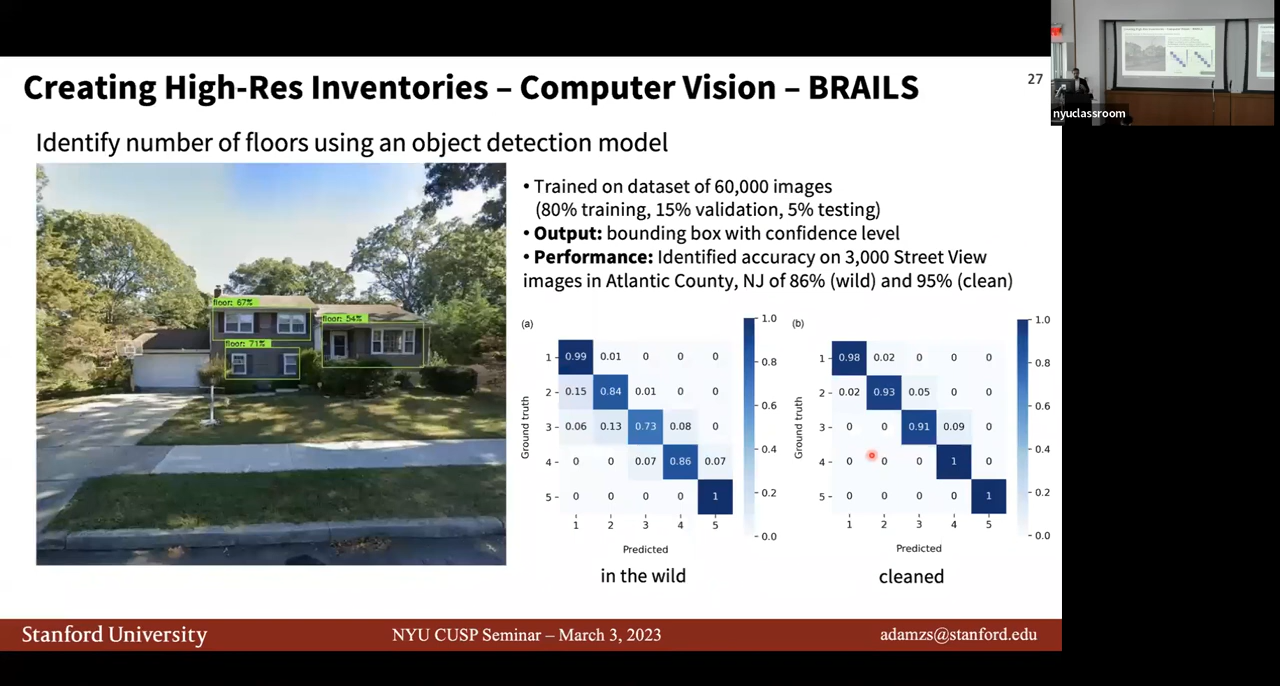 Creating High-Res Inventories – Computer Vision – BRAILS
27
nyuclassroom
Identify number of floors using an object detection model
floor: 67%
floor: 54%
floor: 71%
• Trained on dataset of 60,000 images
(80% training, 15% validation, 5% testing)
• Output: bounding box with confidence level
• Performance: Identified accuracy on 3,000 Street View
images in Atlantic County, NJ of 86% (wild) and 95% (clean)
(a)
Ground truth
1 0.99 0.01 0 0 0
2 0.15 0.84 0.01 0 0
3 0.06 0.13 0.73 0.08 0
4 0 0 0.07 0.86 0.07
5 0 0 0 0 1
1 2 3 4 5
Predicted
1.0
0.8
0.6
0.4
0.2
0.0
in the wild
(b)
Ground truth
1 0.98 0.02 0 0 0
2 0.02 0.93 0.05 0 0
3 0 0 0.91 0.09 0
4 0 0 0 1 0
5 0 0 0 0 1
1 2 3 4 5
Predicted
1.0
0.8
0.6
0.4
0.2
0.0
cleaned
Stanford University
NYU CUSP Seminar – March 3, 2023
adamzs@stanford.edu